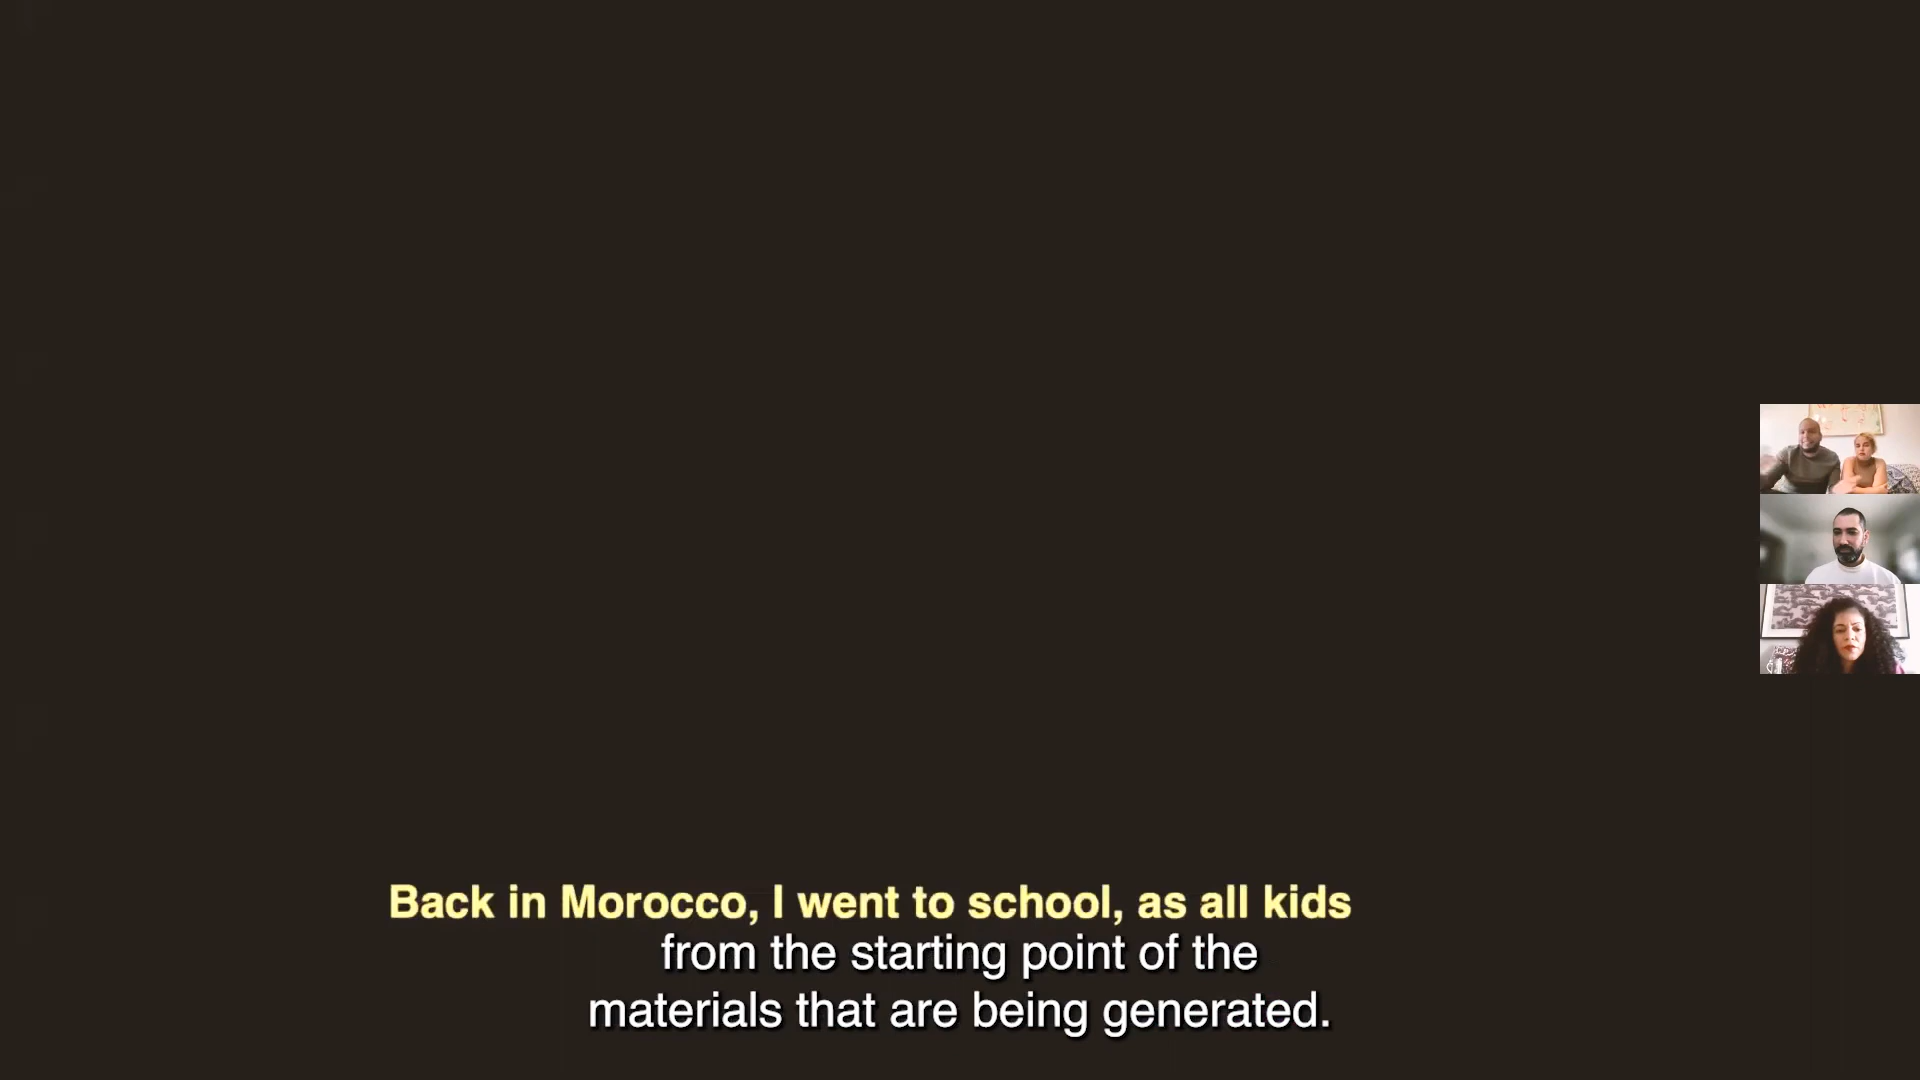 Back in Morocco, I went to school, as all kids
from the starting point of the
materials that are being generated.